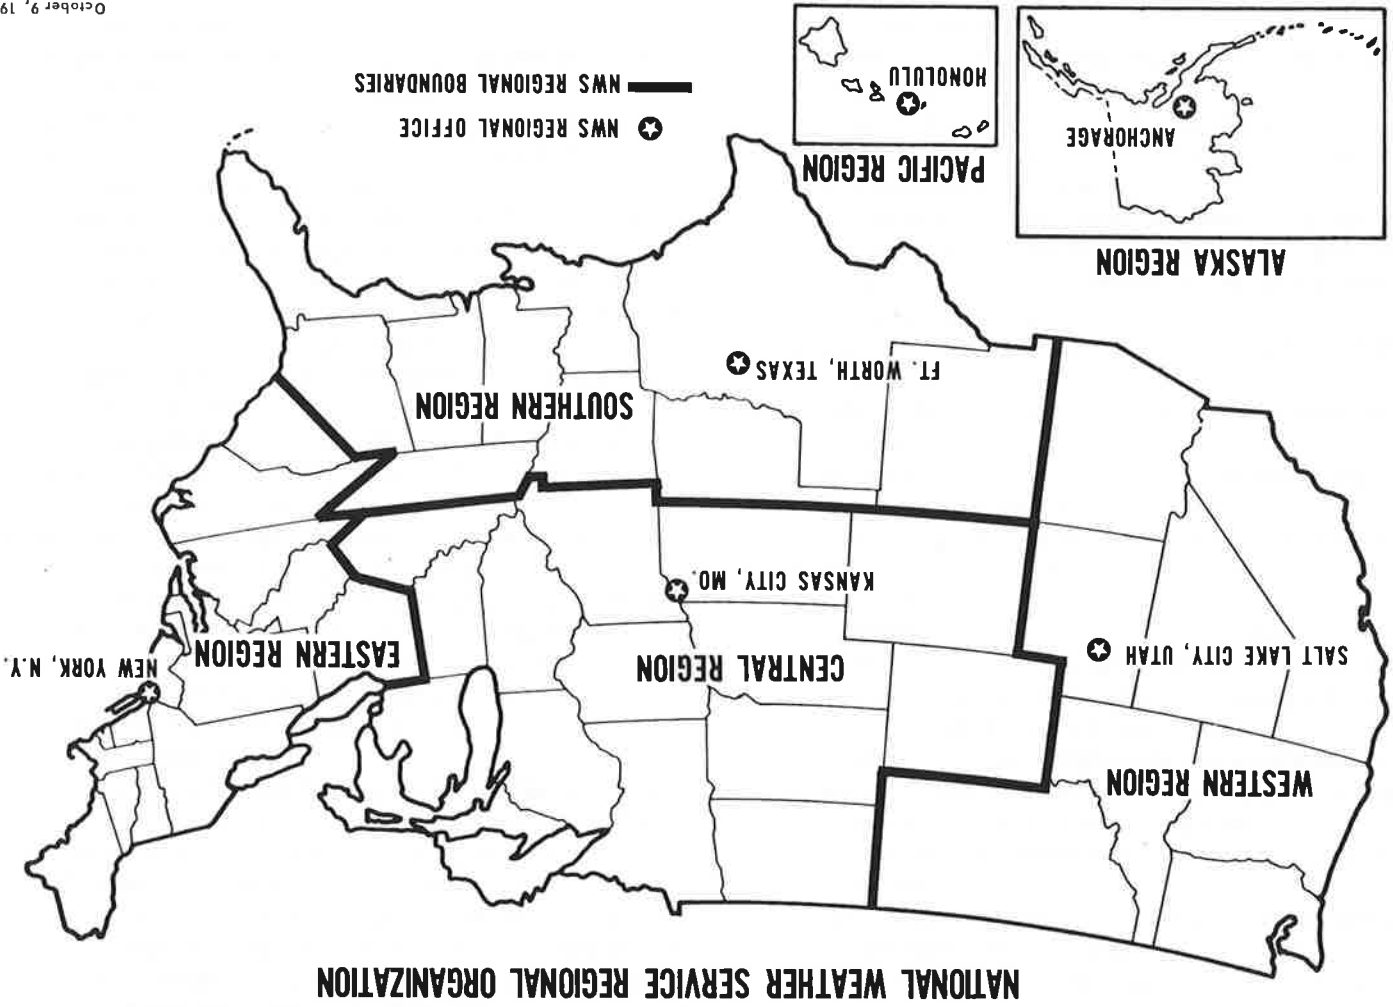 NATIONAL WEATHER SERVICE REGIONAL ORGANIZATION
WESTERN REGION
SALT LAKE CITY, UTAH
CENTRAL REGION
KANSAS CITY, MO.
EASTERN REGION
NEW YORK, N.Y.
SOUTHERN REGION
FT. WORTH, TEXAS
ALASKA REGION
ANCHORAGE
PACIFIC REGION
HONOLULU
NWS REGIONAL OFFICE
NWS REGIONAL BOUNDARIES
October 9, 19